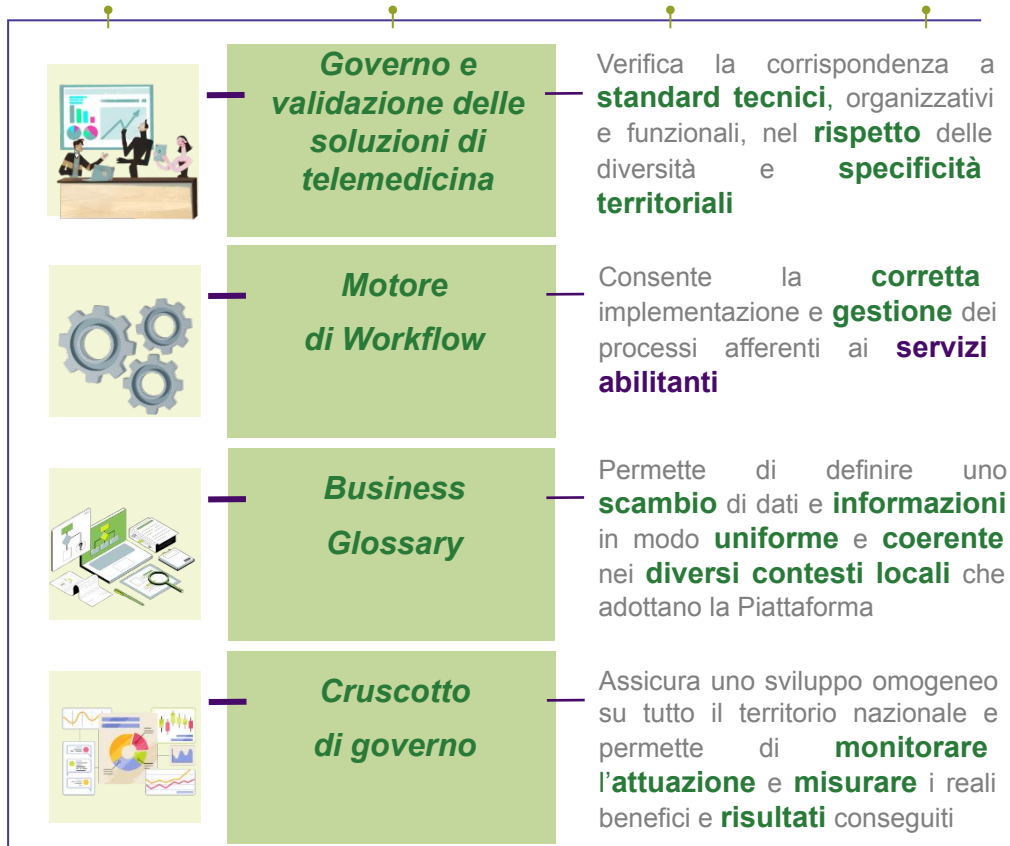 Governo e
validazione delle
soluzioni di
telemedicina
Verifica la corrispondenza a
standard tecnici, organizzativi
e funzionali, nel rispetto delle
diversità e specificità
territoriali
Motore
di Workflow
Consente la corretta
implementazione e gestione dei
processi afferenti ai servizi
abilitanti
Business
Glossary
Permette di definire uno
scambio di dati e informazioni
in modo uniforme e coerente
nei diversi contesti locali che
adottano la Piattaforma
Cruscotto
di governo
Assicura uno sviluppo omogeneo
su tutto il territorio nazionale e
permette di monitorare
l'attuazione e misurare i reali
benefici e risultati conseguiti